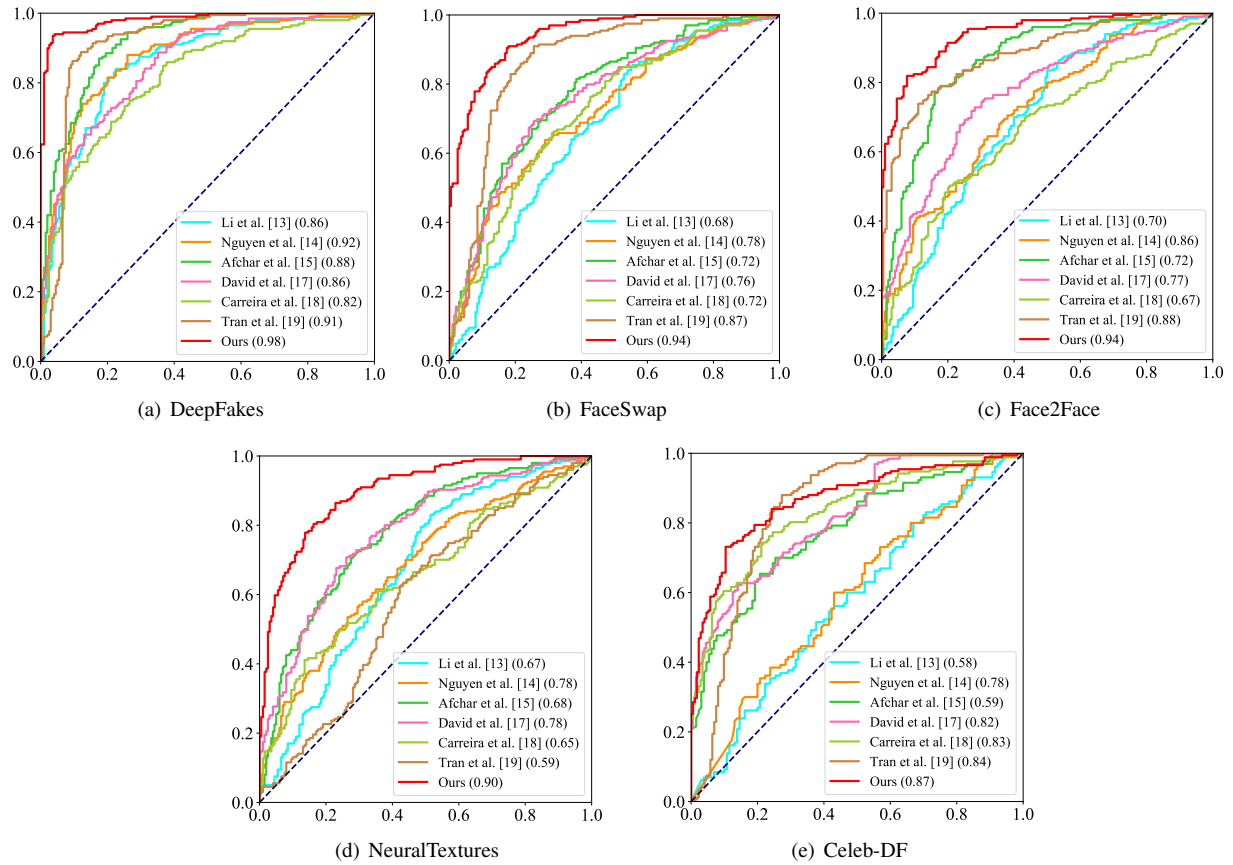 1.0
0.8
0.6
0.4
0.2
0.0
0.0 0.2 0.4 0.6 0.8 1.0
Li et al. [13] (0.86)
Nguyen et al. [14] (0.92)
Afchar et al. [15] (0.88)
David et al. [17] (0.86)
Carreira et al. [18] (0.82)
Tran et al. [19] (0.91)
Ours (0.98)
(a) DeepFakes
1.0
0.8
0.6
0.4
0.2
0.0
0.0 0.2 0.4 0.6 0.8 1.0
Li et al. [13] (0.68)
Nguyen et al. [14] (0.78)
Afchar et al. [15] (0.72)
David et al. [17] (0.76)
Carreira et al. [18] (0.72)
Tran et al. [19] (0.87)
Ours (0.94)
(b) FaceSwap
1.0
0.8
0.6
0.4
0.2
0.0
0.0 0.2 0.4 0.6 0.8 1.0
Li et al. [13] (0.70)
Nguyen et al. [14] (0.86)
Afchar et al. [15] (0.72)
David et al. [17] (0.77)
Carreira et al. [18] (0.67)
Tran et al. [19] (0.88)
Ours (0.94)
(c) Face2Face
1.0
0.8
0.6
0.4
0.2
0.0
0.0 0.2 0.4 0.6 0.8 1.0
Li et al. [13] (0.67)
Nguyen et al. [14] (0.78)
Afchar et al. [15] (0.68)
David et al. [17] (0.78)
Carreira et al. [18] (0.65)
Tran et al. [19] (0.59)
Ours (0.90)
(d) NeuralTextures
1.0
0.8
0.6
0.4
0.2
0.0
0.0 0.2 0.4 0.6 0.8 1.0
Li et al. [13] (0.58)
Nguyen et al. [14] (0.78)
Afchar et al. [15] (0.59)
David et al. [17] (0.82)
Carreira et al. [18] (0.83)
Tran et al. [19] (0.84)
Ours (0.87)
(e) Celeb-DF